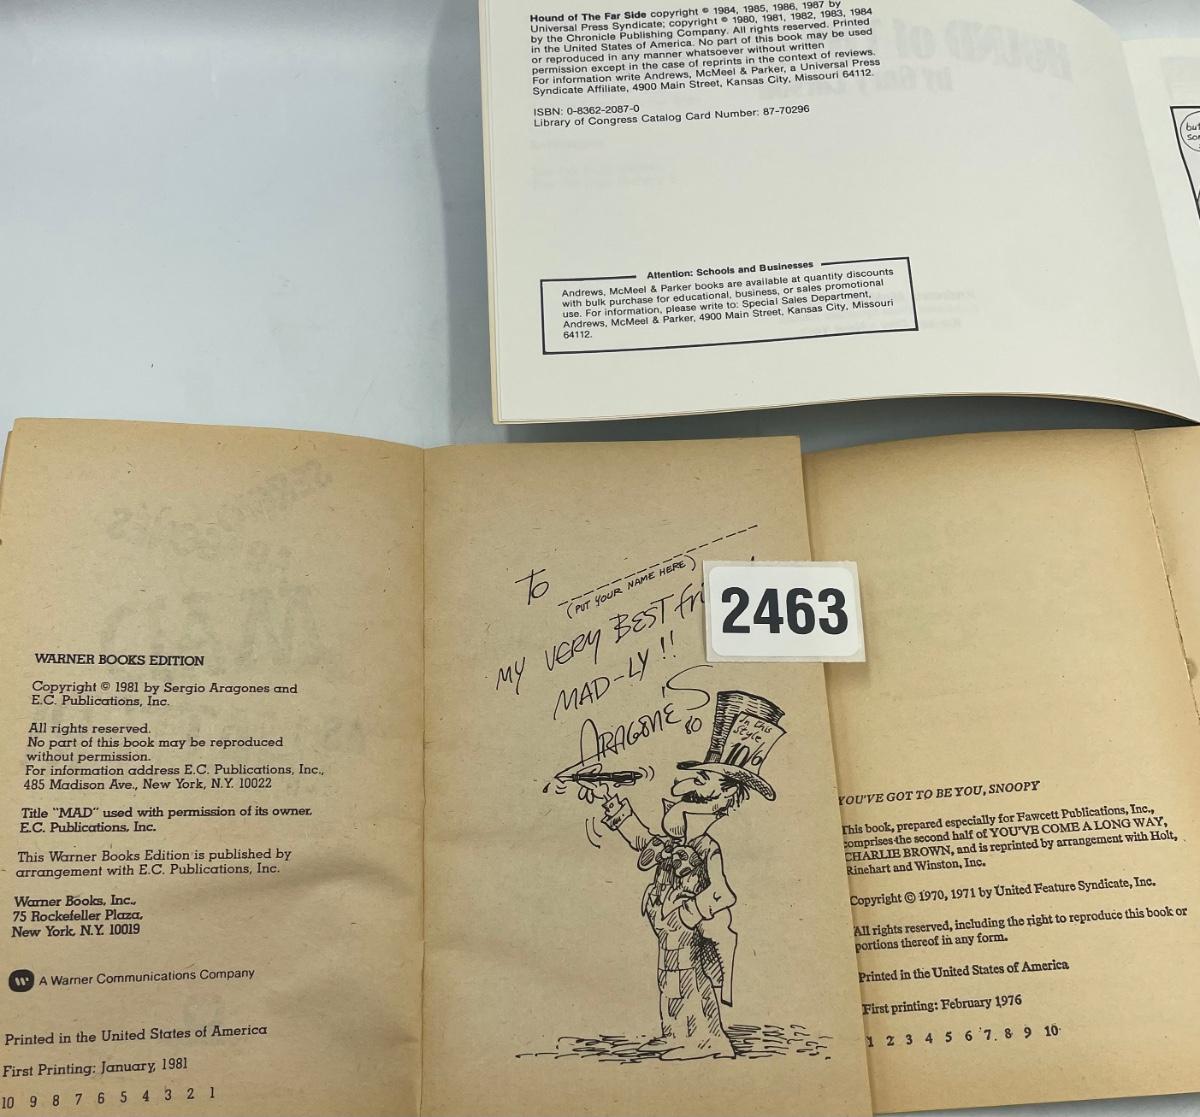 Hound of The Far Side copyright © 1984, 1985, 1986, 1987 by
Universal Press Syndicate; copyright © 1980, 1981, 1982, 1983, 1984
by the Chronicle Publishing Company. All rights reserved. Printed
in the United States of America. No part of this book may be used
or reproduced in any manner whatsoever without written
permission except in the case of reprints in the context of reviews.
For information write Andrews, McMeel & Parker, a Universal Press
Syndicate Affiliate, 4900 Main Street, Kansas City, Missouri 64112.
ISBN: 0-8362-2087-0
Library of Congress Catalog Card Number: 87-70296
Attention: Schools and Businesses
Andrews, McMeel & Parker books are available at quantity discounts
with bulk purchase for educational, business, or sales promotional
use. For information, please write to: Special Sales Department,
Andrews, McMeel & Parker, 4900 Main Street, Kansas City, Missouri
64112.
but
WARNER BOOKS EDITION
Copyright © 1981 by Sergio Aragones and
E.C. Publications, Inc.
All rights reserved.
No part of this book may be reproduced
without permission.
For information address E.C. Publications, Inc.,
485 Madison Ave., New York, N.Y. 10022
Title "MAD" used with permission of its owner,
E.C. Publications, Inc.
This Warner Books Edition is published by
arrangement with E.C. Publications, Inc.
Warner Books, Inc.,
75 Rockefeller Plaza,
New York, N.Y. 10019
A Warner Communications Company
Printed in the United States of America
First Printing: January, 1981
10 9 8 7 6 5 4 3 2 1
To
(PUT YOUR NAME HERE)
MY VERY BEST fri
MAD-LY !!
ARAGONE'S
80
In this
Style
10/6
2463
YOU'VE GOT TO BE YOU, SNOOPY
This book, prepared especially for Fawcett Publications, Inc.,
comprises the second half of YOU'VE COME A LONG WAY,
CHARLIE BROWN, and is reprinted by arrangement with Holt,
Rinehart and Winston, Inc.
Copyright © 1970, 1971 by United Feature Syndicate, Inc.
All rights reserved, including the right to reproduce this book or
portions thereof in any form.
Printed in the United States of America
First printing: February 1976
1 2 3 4 5 6 7 8 9 10